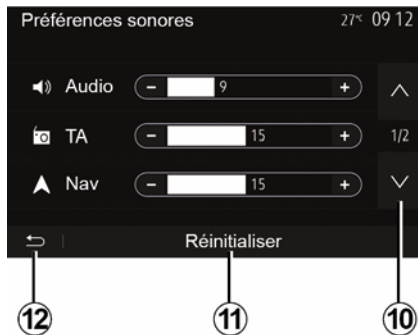 Préférences sonores 27°C 09 12
Audio - 9 +
TA - 15 + 1/2
Nav - 15 +
Réinitialiser
12 11 10